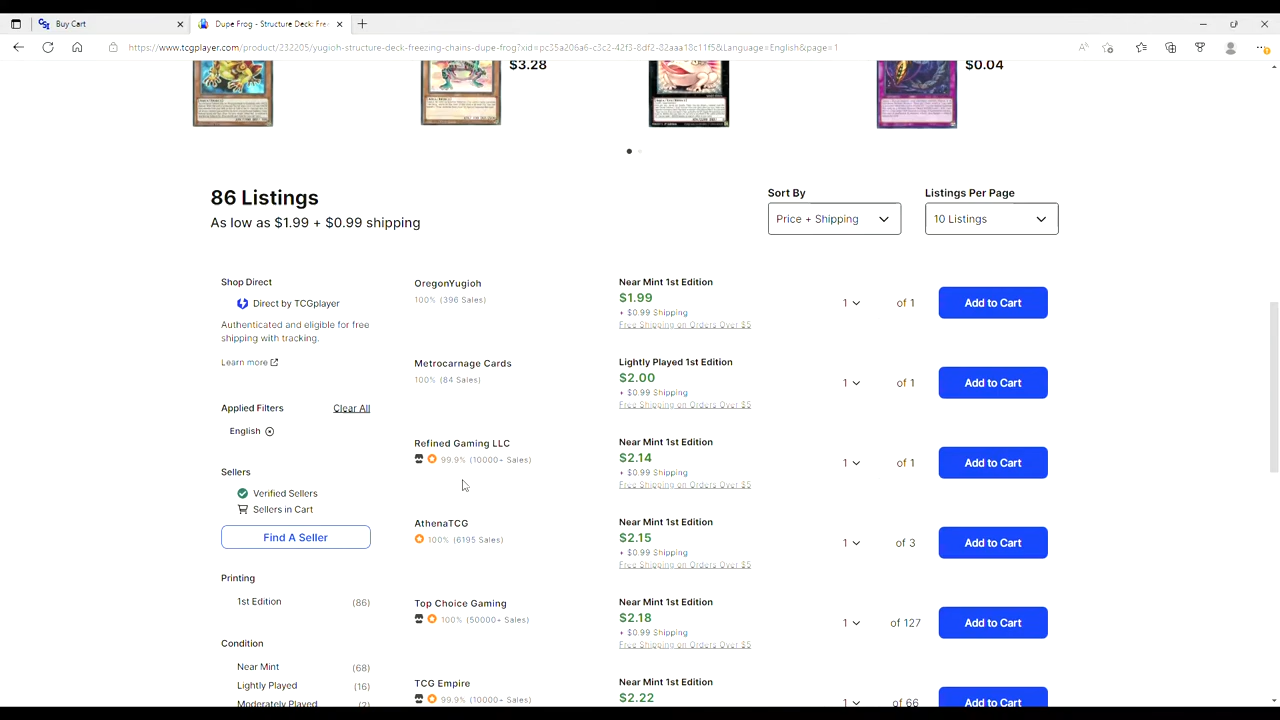 Buy Cart
Dupe Frog - Structure Deck: Fre
https://www.tcgplayer.com/product/232205/yugioh-structure-deck-freezing-chains-dupe-frog?xid=pc35a206a6-c3c2-42f3-8df2-82aaa18c11f5&Language=English&page=1
$3.28
$0.04
86 Listings
As low as $1.99 + $0.99 shipping
Sort By
Price + Shipping
Listings Per Page
10 Listings
Shop Direct
Direct by TCGplayer
Authenticated and eligible for free
shipping with tracking.
Learn more
Applied Filters
Clear All
English
Sellers
Verified Sellers
Sellers in Cart
Find A Seller
Printing
1st Edition (86)
Condition
Near Mint (68)
Lightly Played (16)
Moderately Played (2)
OregonYugioh
100% (396 Sales)
Near Mint 1st Edition
$1.99
+ $0.99 Shipping
Free Shipping on Orders Over $5
1 of 1
Add to Cart
Metrocarnage Cards
100% (84 Sales)
Lightly Played 1st Edition
$2.00
+ $0.99 Shipping
Free Shipping on Orders Over $5
1 of 1
Add to Cart
Refined Gaming LLC
99.9% (10000+ Sales)
Near Mint 1st Edition
$2.14
+ $0.99 Shipping
Free Shipping on Orders Over $5
1 of 1
Add to Cart
AthenaTCG
100% (6195 Sales)
Near Mint 1st Edition
$2.15
+ $0.99 Shipping
Free Shipping on Orders Over $5
1 of 3
Add to Cart
Top Choice Gaming
100% (50000+ Sales)
Near Mint 1st Edition
$2.18
+ $0.99 Shipping
Free Shipping on Orders Over $5
1 of 127
Add to Cart
TCG Empire
99.9% (10000+ Sales)
Near Mint 1st Edition
$2.22
1 of 66
Add to Cart